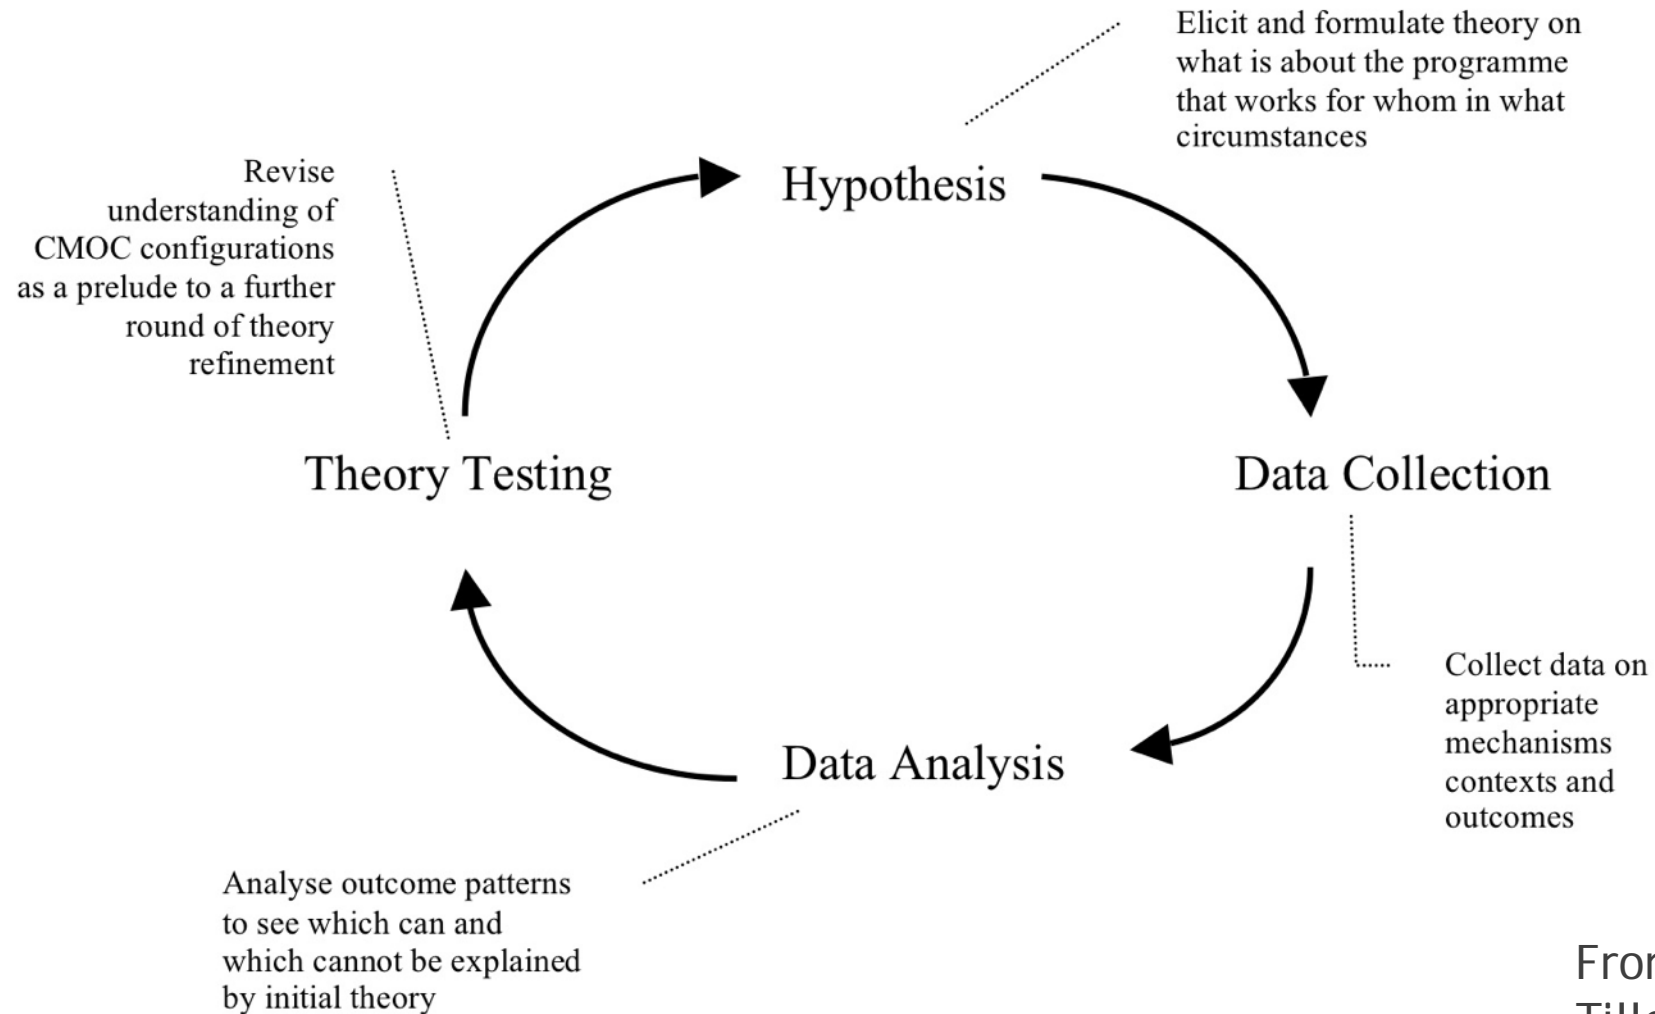 Elicit and formulate theory on
what is about the programme
that works for whom in what
circumstances
Revise
understanding of
CMOC configurations
as a prelude to a further
round of theory
refinement
Hypothesis
Theory Testing
Data Collection
Collect data on
appropriate
mechanisms
contexts and
outcomes
Data Analysis
Analyse outcome patterns
to see which can and
which cannot be explained
by initial theory